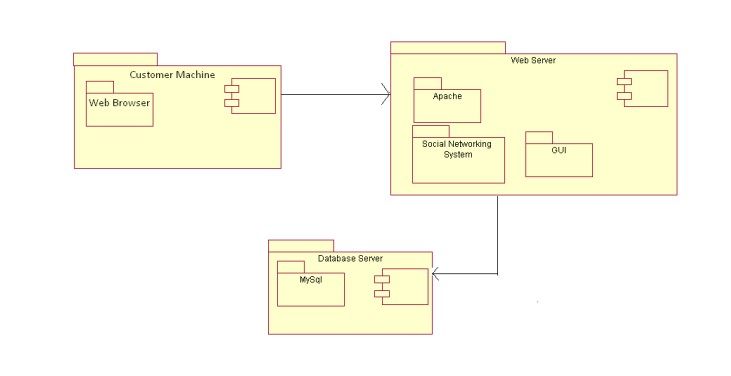 Customer Machine
Web Browser
Web Server
Apache
Social Networking
System
GUI
Database Server
MySql